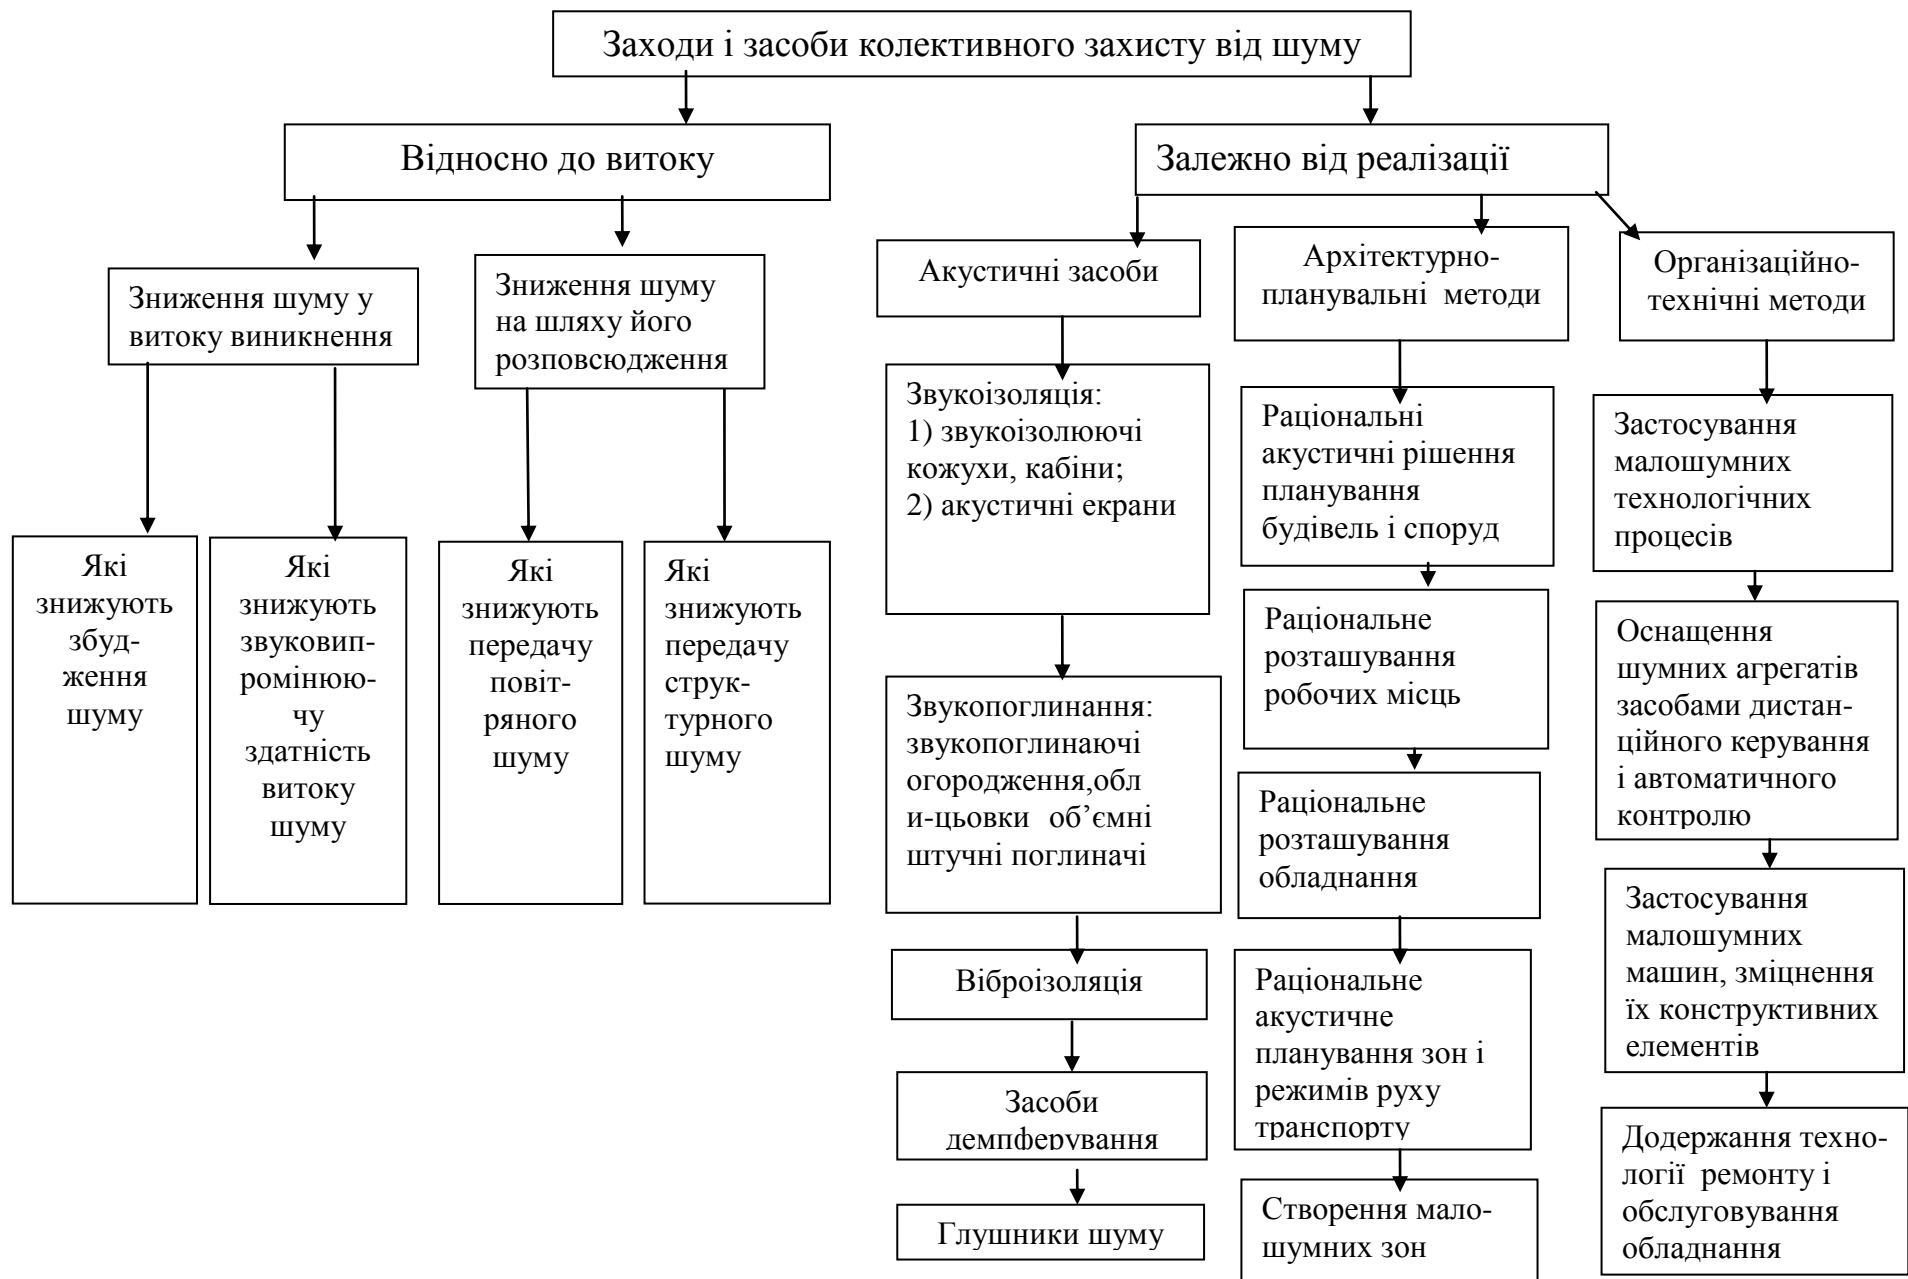 Заходи і засоби колективного захисту від шуму
Відносно до витоку
Залежно від реалізації
Зниження шуму у
витоку виникнення
Зниження шуму
на шляху його
розповсюдження
Які
знижують
збуд-
ження
шуму
Які
знижують
звуковип-
ромінюю-
чу
здатність
витоку
шуму
Які
знижують
передачу
повіт-
ряного
шуму
Які
знижують
передачу
струк-
турного
шуму
Акустичні засоби
Звукоізоляція:
1) звукоізолюючі
кожухи, кабіни;
2) акустичні екрани
Звукопоглинання:
звукопоглинаючі
огородження,обл
и-цьовки об’ємні
штучні поглиначі
Віброізоляція
Засоби
демпферування
Глушники шуму
Архітектурно-
планувальні методи
Раціональні
акустичні рішення
планування
будівель і споруд
Раціональне
розташування
робочих місць
Раціональне
розташування
обладнання
Раціональне
акустичне
планування зон і
режимів руху
транспорту
Створення мало-
шумних зон
Організаційно-
технічні методи
Застосування
малошумних
технологічних
процесів
Оснащення
шумних агрегатів
засобами дистан-
ційного керування
і автоматичного
контролю
Застосування
малошумних
машин, зміцнення
їх конструктивних
елементів
Додержання техно-
логії ремонту і
обслуговування
обладнання